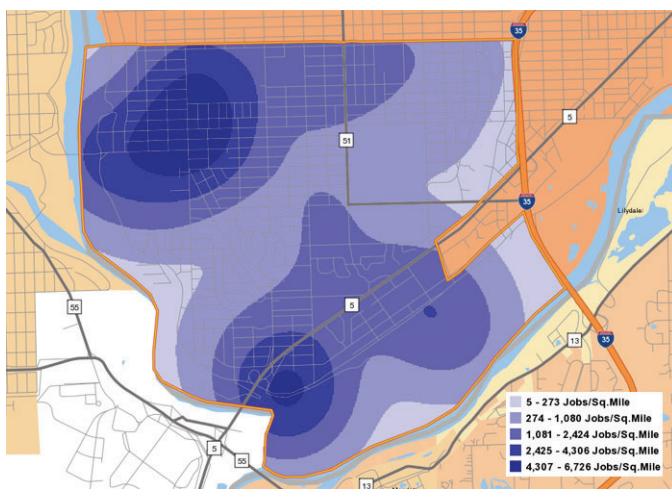 35
5
51
35
Lilydale
5
55
13
35
5
55
13
5 - 273 Jobs/Sq.Mile
274 - 1,080 Jobs/Sq.Mile
1,081 - 2,424 Jobs/Sq.Mile
2,425 - 4,306 Jobs/Sq.Mile
4,307 - 6,726 Jobs/Sq.Mile